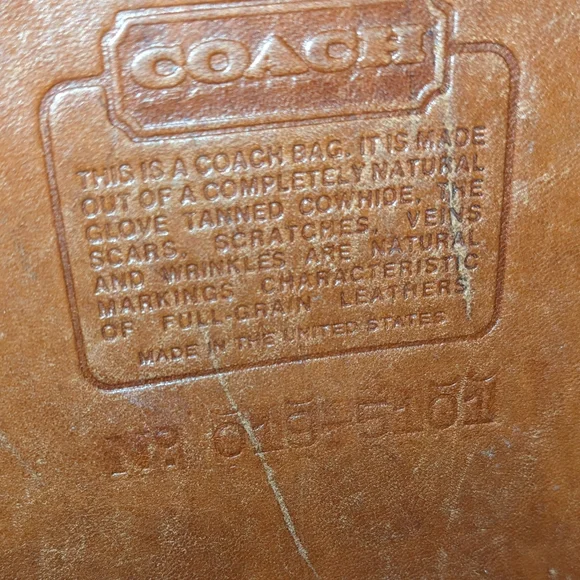 COACH
THIS IS A COACH BAG. IT IS MADE
OUT OF A COMPLETELY NATURAL
GLOVE TANNED COWHIDE, THE
SCARS, SCRATCHES, VEINS
AND WRINKLES ARE NATURAL
MARKINGS CHARACTERISTIC
OF FULL-GRAIN LEATHERS.
MADE IN THE UNITED STATES
No